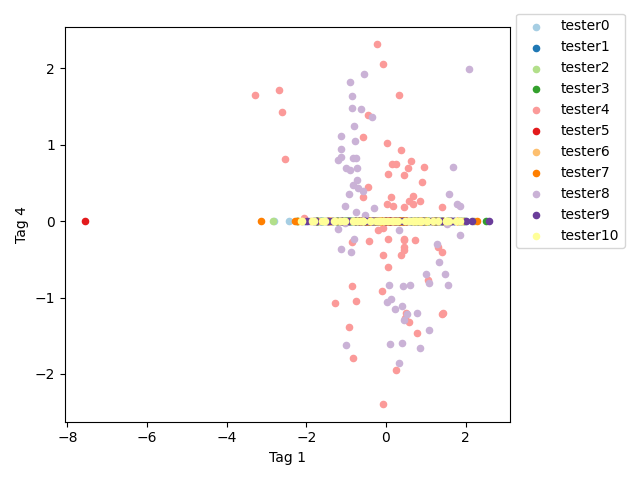 tester0
tester1
tester2
tester3
tester4
tester5
tester6
tester7
tester8
tester9
tester10
2
1
0
−1
−2
Tag 4
−8
−6
−4
−2
0
2
Tag 1